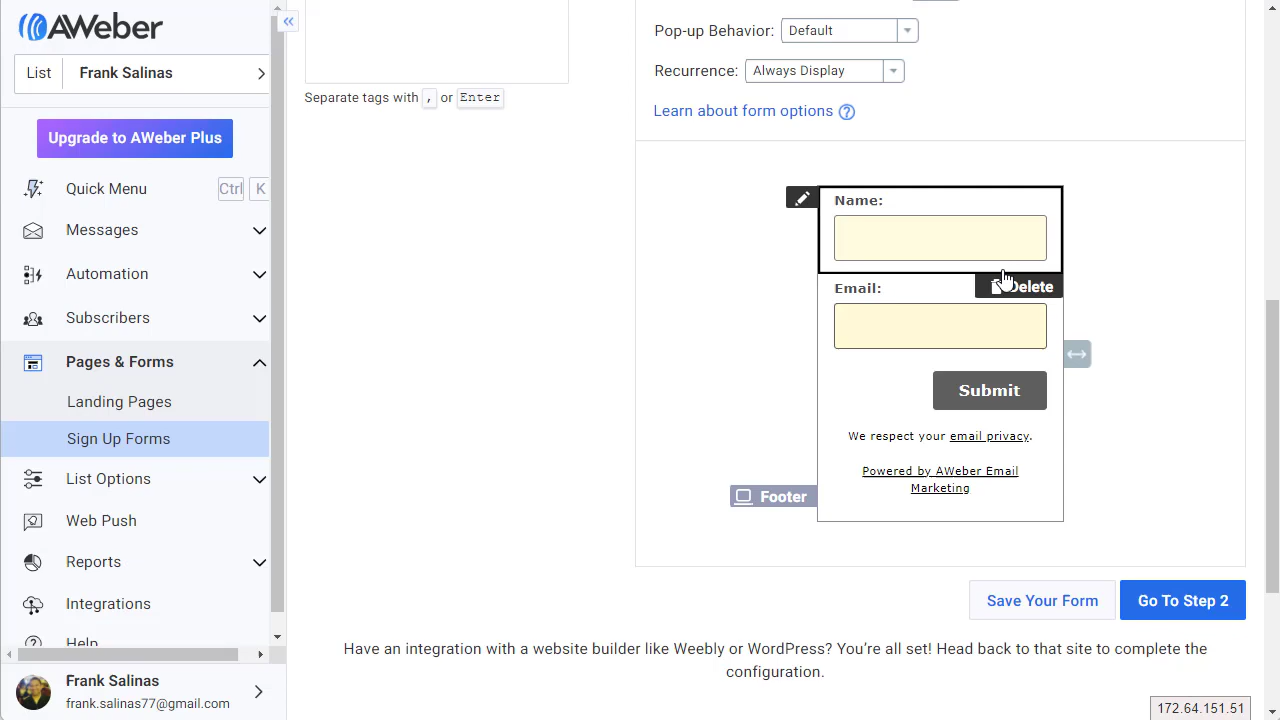 AWeber
List Frank Salinas
Upgrade to AWeber Plus
Quick Menu Ctrl K
Messages
Automation
Subscribers
Pages & Forms
Landing Pages
Sign Up Forms
List Options
Web Push
Reports
Integrations
Help
Frank Salinas
frank.salinas77@gmail.com
Separate tags with , or Enter
Pop-up Behavior: Default
Recurrence: Always Display
Learn about form options ?
Name:
Delete
Email:
Submit
We respect your email privacy.
Powered by AWeber Email
Marketing
Footer
Save Your Form Go To Step 2
Have an integration with a website builder like Weebly or WordPress? You're all set! Head back to that site to complete the
configuration.
172.64.151.51